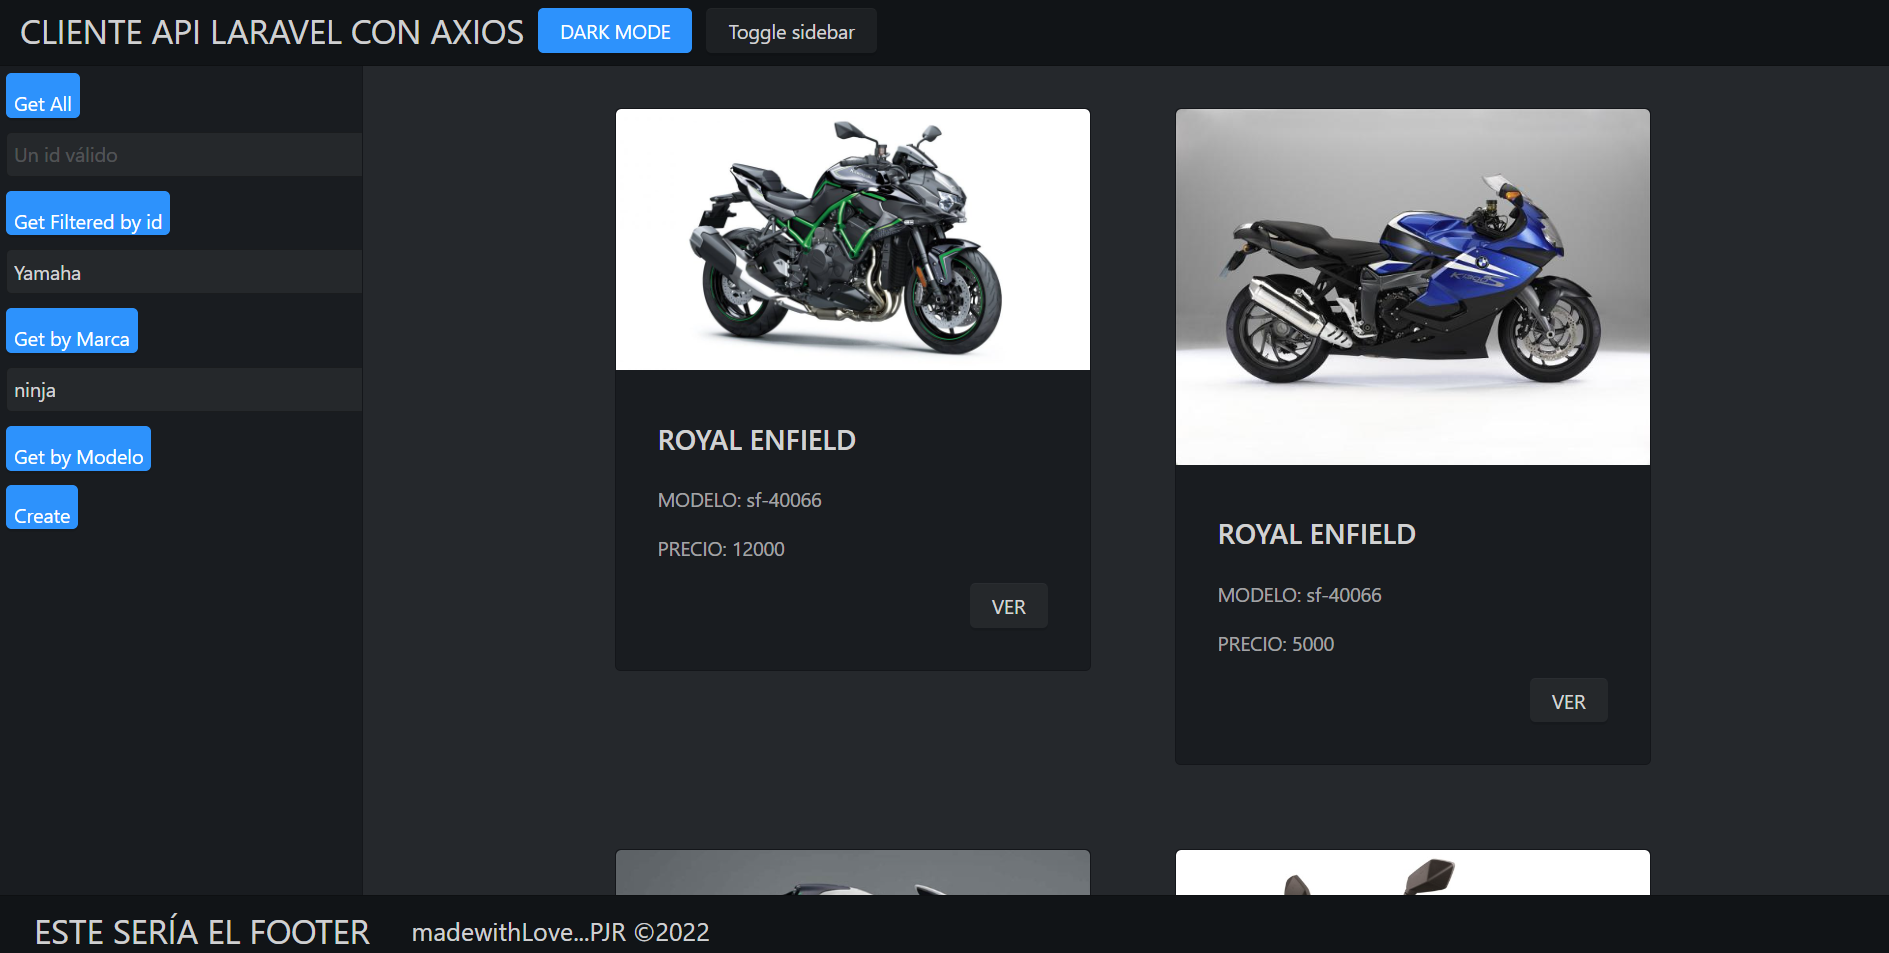 CLIENTE API LARAVEL CON AXIOS
DARK MODE
Toggle sidebar
Get All
Un id válido
Get Filtered by id
Yamaha
Get by Marca
ninja
Get by Modelo
Create
ROYAL ENFIELD
MODELO: sf-40066
PRECIO: 12000
VER
ROYAL ENFIELD
MODELO: sf-40066
PRECIO: 5000
VER
ESTE SERÍA EL FOOTER
madewithLove...PJR ©2022